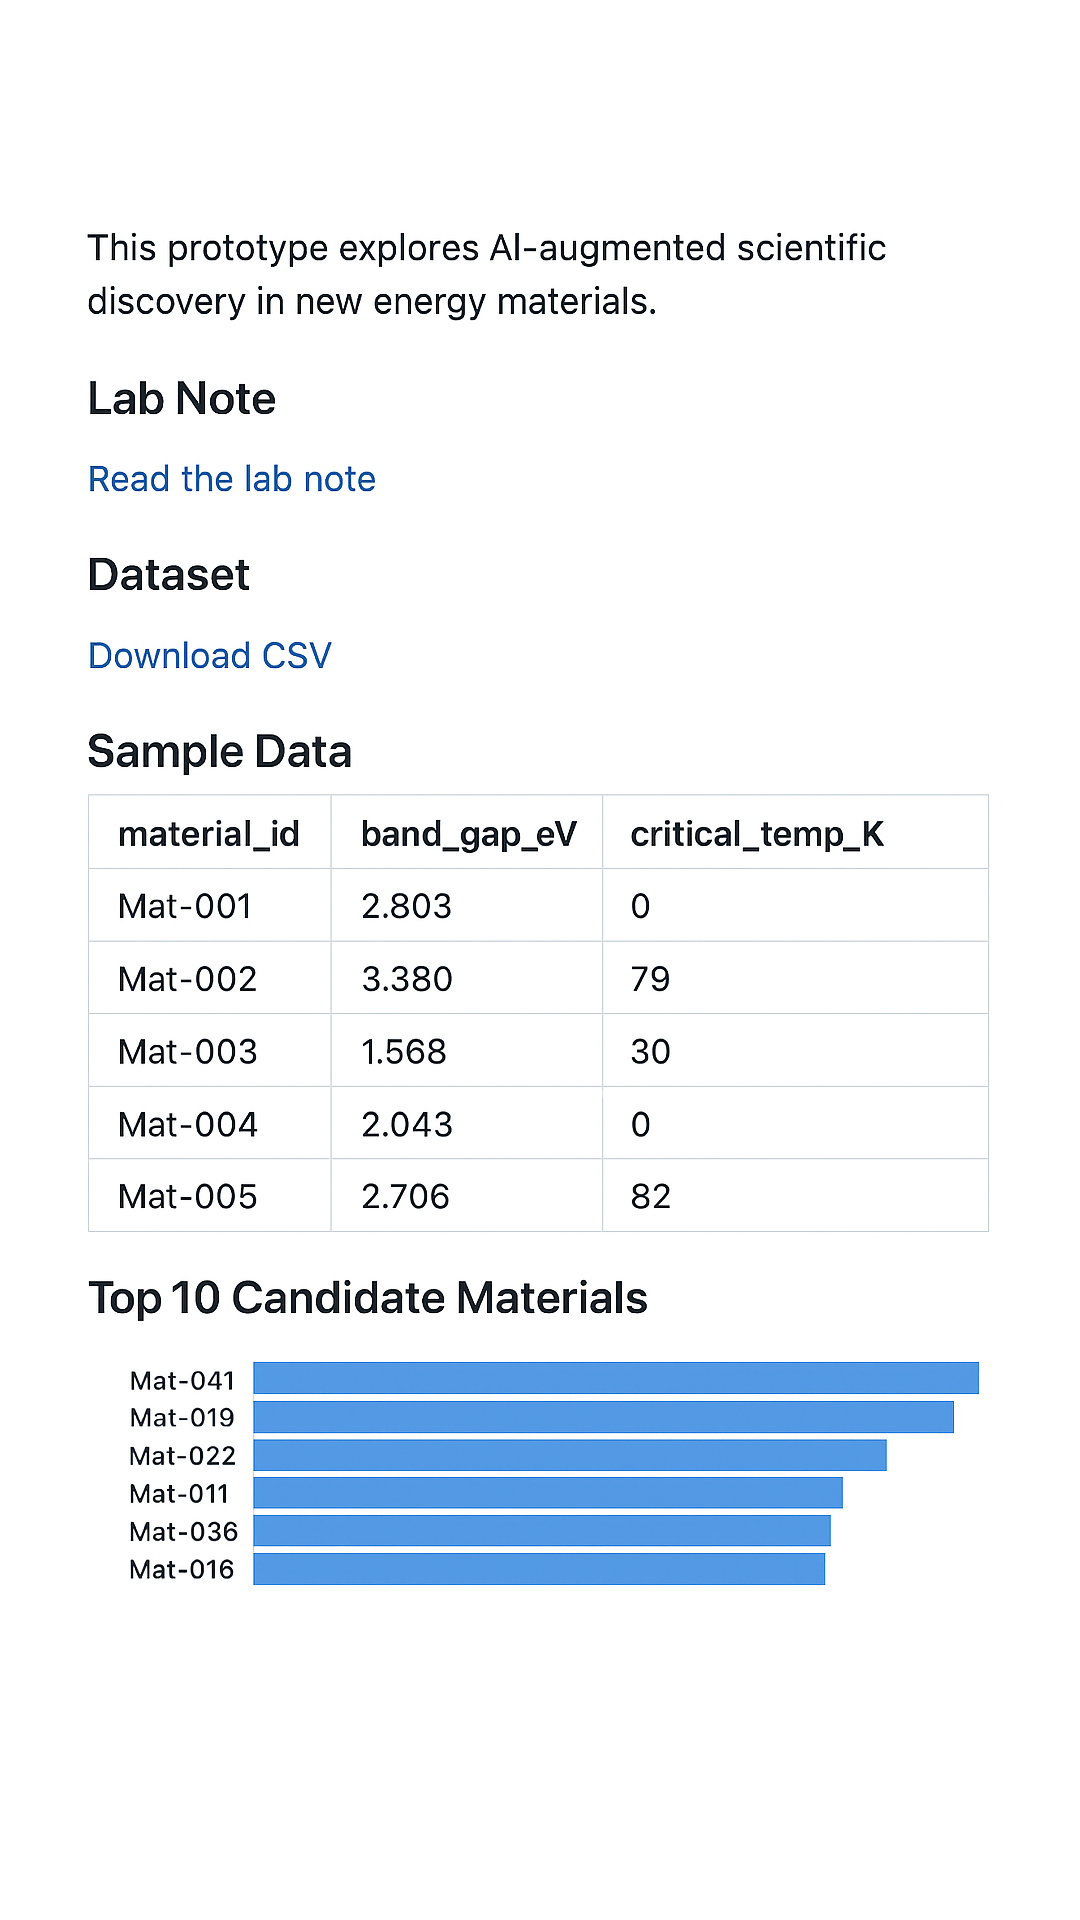 This prototype explores AI-augmented scientific
discovery in new energy materials.
Lab Note
Read the lab note
Dataset
Download CSV
Sample Data
material_id band_gap_eV critical_temp_K
Mat-001 2.803 0
Mat-002 3.380 79
Mat-003 1.568 30
Mat-004 2.043 0
Mat-005 2.706 82
Top 10 Candidate Materials
Mat-041
Mat-019
Mat-022
Mat-011
Mat-036
Mat-016